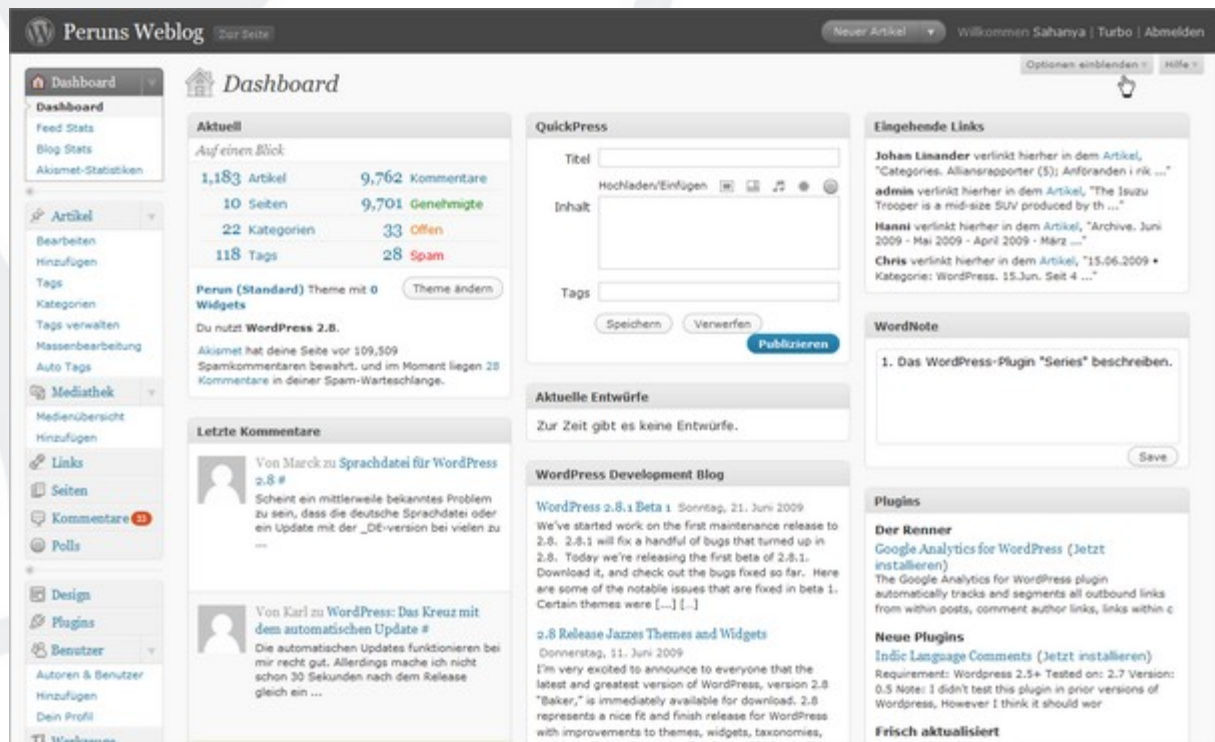 Peruns Weblog Zur Seite
Neuer Artikel Willkommen Sahanya | Turbo | Abmelden
Optionen einblenden Hilfe
Dashboard
Dashboard
Feed Stats
Blog Stats
Akismet-Statistiken
Artikel
Bearbeiten
Hinzufügen
Tags
Kategorien
Tags verwalten
Massenbearbeitung
Auto Tags
Mediathek
Medienübersicht
Hinzufügen
Links
Seiten
Kommentare 33
Polls
Design
Plugins
Benutzer
Autoren & Benutzer
Hinzufügen
Dein Profil
Werkzeuge
Dashboard
Aktuell
Auf einen Blick
1,183 Artikel 9,762 Kommentare
10 Seiten 9,701 Genehmigte
22 Kategorien 33 Offen
118 Tags 28 Spam
Perun (Standard) Theme mit 0
Widgets
Theme ändern
Du nutzt WordPress 2.8.
Akismet hat deine Seite vor 109,509
Spamkommentaren bewahrt. und im Moment liegen 28
Kommentare in deiner Spam-Warteschlange.
Letzte Kommentare
Von Marck zu Sprachdatei für WordPress
2.8 #
Scheint ein mittlerweile bekanntes Problem
zu sein, dass die deutsche Sprachdatei oder
ein Update mit der _DE-version bei vielen zu
...
Von Karl zu WordPress: Das Kreuz mit
dem automatischen Update #
Die automatischen Updates funktionieren bei
mir recht gut. Allerdings mache ich nicht
schon 30 Sekunden nach dem Release
gleich ein ...
QuickPress
Titel
Hochladen/Einfügen
Inhalt
Tags
Speichern Verwerfen
Publizieren
Aktuelle Entwürfe
Zur Zeit gibt es keine Entwürfe.
WordPress Development Blog
WordPress 2.8.1 Beta 1 Sonntag, 21. Juni 2009
We've started work on the first maintenance release to
2.8. 2.8.1 will fix a handful of bugs that turned up in
2.8. Today we're releasing the first beta of 2.8.1.
Download it, and check out the bugs fixed so far. Here
are some of the notable issues that are fixed in beta 1.
Certain themes were [...] [...]
2.8 Release Jazzes Themes and Widgets
Donnerstag, 11. Juni 2009
I'm very excited to announce to everyone that the
latest and greatest version of WordPress, version 2.8
"Baker," is immediately available for download. 2.8
represents a nice fit and finish release for WordPress
with improvements to themes, widgets, taxonomies,
Eingehende Links
Johan Linander verlinkt hierher in dem Artikel,
"Categories. Alliansrapporter (5); Anföranden i rik ..."
admin verlinkt hierher in dem Artikel, "The Isuzu
Trooper is a mid-size SUV produced by th ..."
Hanni verlinkt hierher in dem Artikel, "Archive. Juni
2009 - Mai 2009 - April 2009 - März ..."
Chris verlinkt hierher in dem Artikel, "15.06.2009 •
Kategorie: WordPress. 15.Jun. Seit 4 ..."
WordNote
1. Das WordPress-Plugin "Series" beschreiben.
Save
Plugins
Der Renner
Google Analytics for WordPress (Jetzt
installieren)
The Google Analytics for WordPress plugin
automatically tracks and segments all outbound links
from within posts, comment author links, links within c
Neue Plugins
Indic Language Comments (Jetzt installieren)
Requirement: Wordpress 2.5+ Tested on: 2.7 Version:
0.5 Note: I didn't test this plugin in prior versions of
Wordpress, However I think it should wor
Frisch aktualisiert